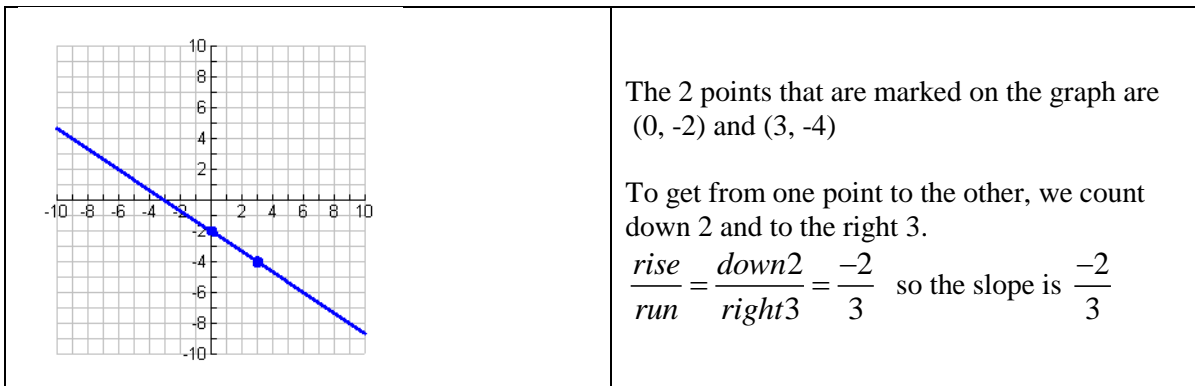 10
8
6
4
2
-10 -8 -6 -4 -2 2 4 6 8 10
-2
-4
-6
-8
-10
The 2 points that are marked on the graph are
(0, -2) and (3, -4)
To get from one point to the other, we count
down 2 and to the right 3.
rise/run = down2/right3 = −2/3 so the slope is −2/3